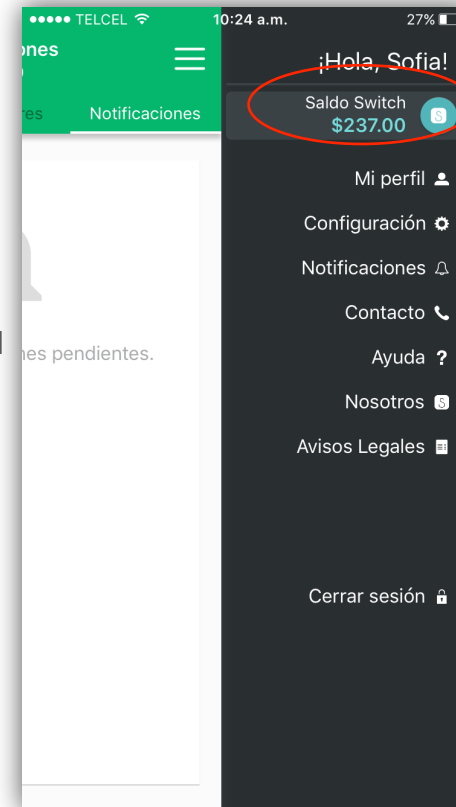 TELCEL 10:24 a.m. 27%
ones
Notificaciones
nes pendientes.
¡Hola, Sofia!
Saldo Switch
$237.00
S
Mi perfil
Configuración
Notificaciones
Contacto
Ayuda ?
Nosotros S
Avisos Legales
Cerrar sesión